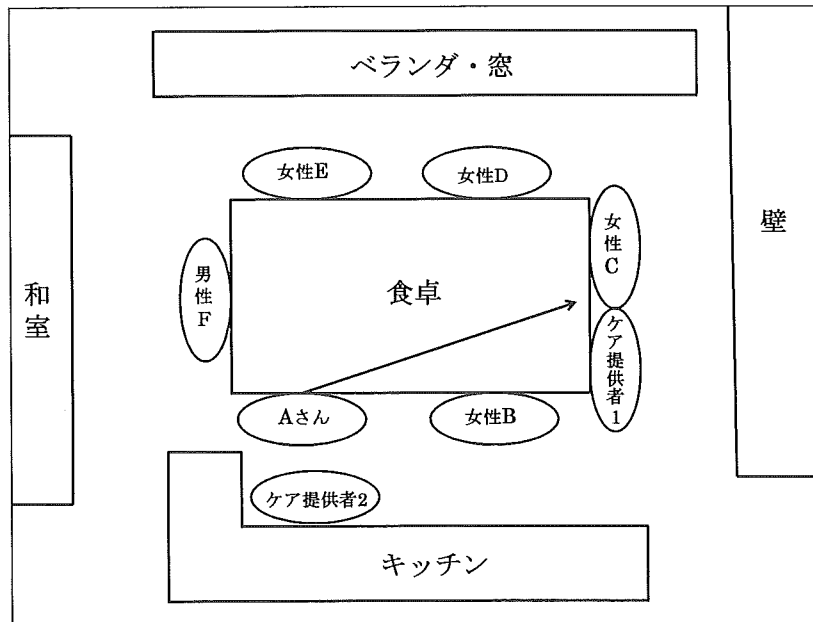 ベランダ・窓
女性E
女性D
女性C
壁
和室
男性F
食卓
ケア提供者1
Aさん
女性B
ケア提供者2
キッチン